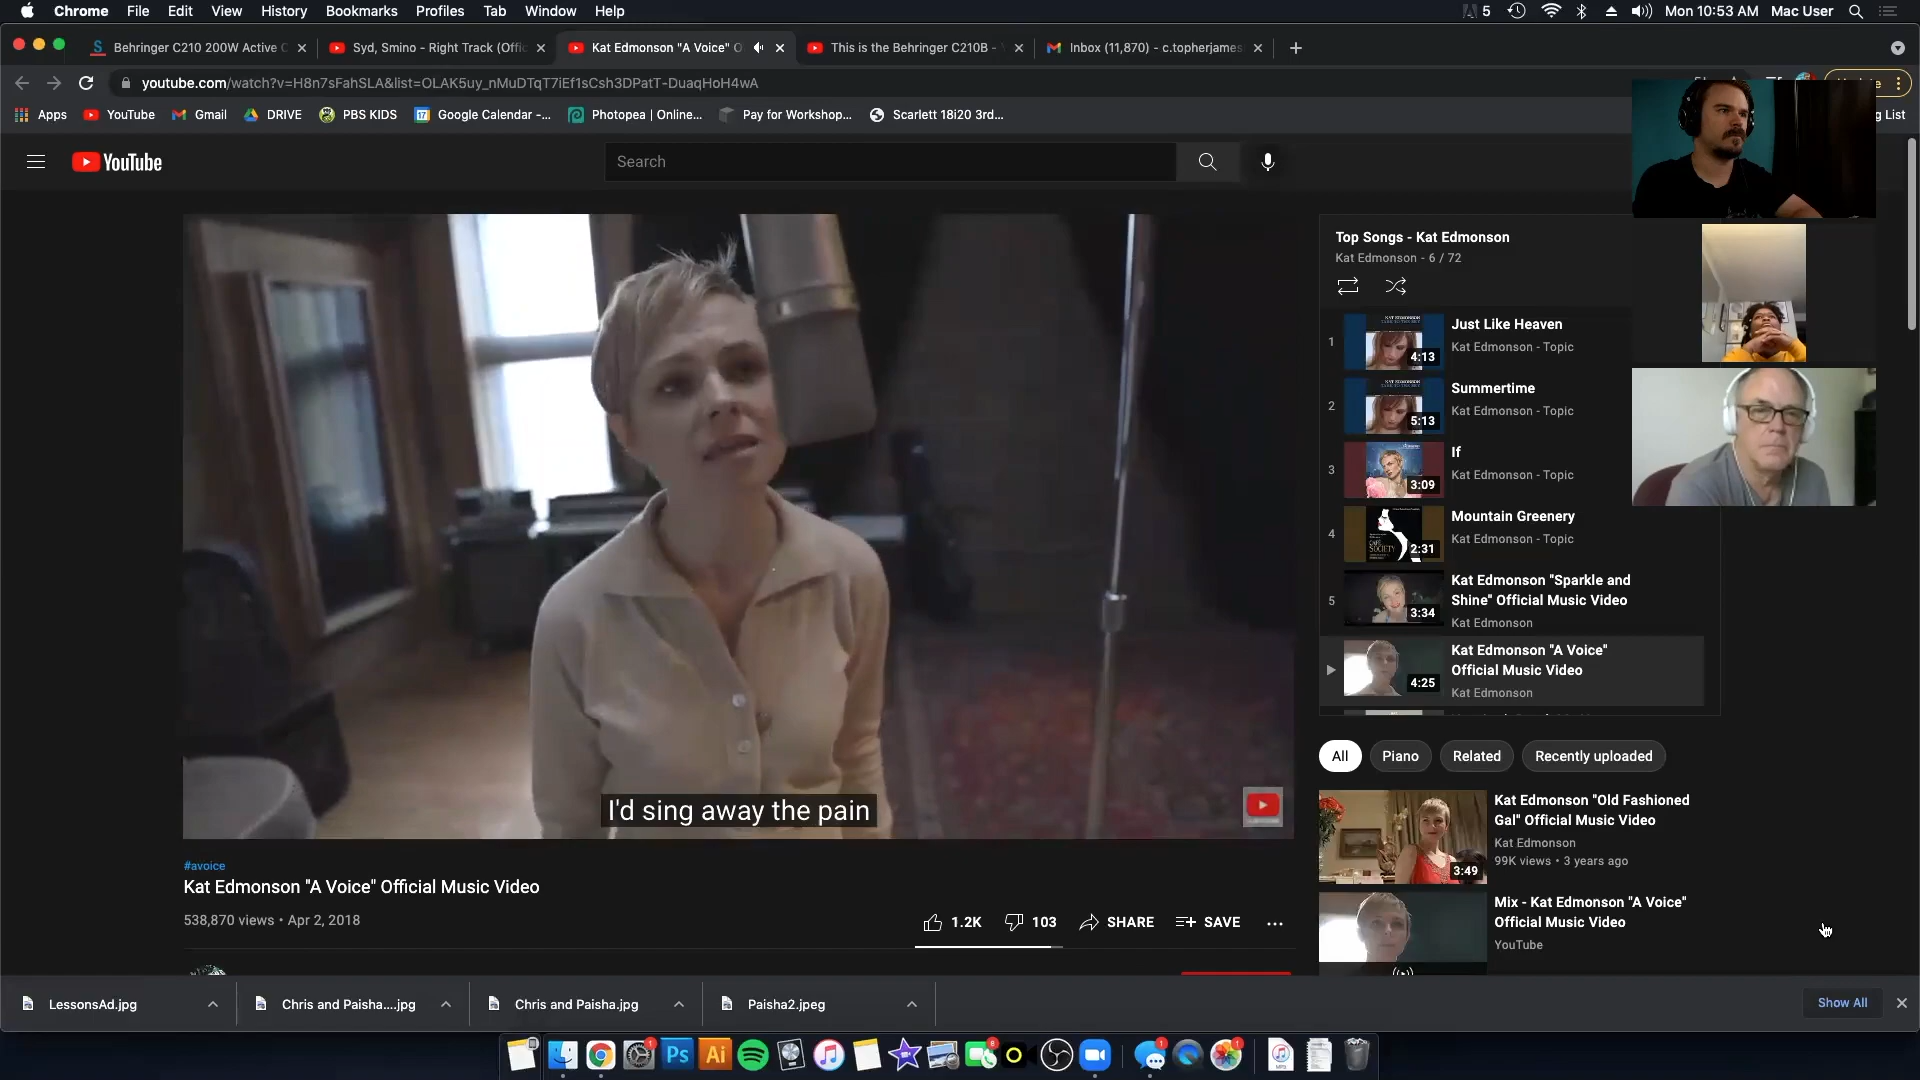 Chrome File Edit View History Bookmarks Profiles Tab Window Help
5 Mon 10:53 AM Mac User
Behringer C210 200W Active C
Syd, Smino - Right Track (Offic
Kat Edmonson "A Voice" O
This is the Behringer C210B -
Inbox (11,870) - c.topherjames
youtube.com/watch?v=H8n7sFahSLA&list=OLAK5uy_nMuDTqT7iEf1sCsh3DPatT-DuaqHoH4wA
Apps YouTube Gmail DRIVE PBS KIDS Google Calendar -... Photopea | Online... Pay for Workshop... Scarlett 18i20 3rd... g List
YouTube
Search
I'd sing away the pain
#avoice
Kat Edmonson "A Voice" Official Music Video
538,870 views • Apr 2, 2018
1.2K 103 SHARE SAVE
Top Songs - Kat Edmonson
Kat Edmonson - 6 / 72
1 4:13 Just Like Heaven
Kat Edmonson - Topic
2 5:13 Summertime
Kat Edmonson - Topic
3 3:09 If
Kat Edmonson - Topic
4 2:31 Mountain Greenery
Kat Edmonson - Topic
5 3:34 Kat Edmonson "Sparkle and
Shine" Official Music Video
Kat Edmonson
4:25 Kat Edmonson "A Voice"
Official Music Video
Kat Edmonson
All Piano Related Recently uploaded
Kat Edmonson "Old Fashioned
Gal" Official Music Video
Kat Edmonson
99K views • 3 years ago
3:49
Mix - Kat Edmonson "A Voice"
Official Music Video
YouTube
LessonsAd.jpg
Chris and Paisha....jpg
Chris and Paisha.jpg
Paisha2.jpeg
Show All
Ps Ai